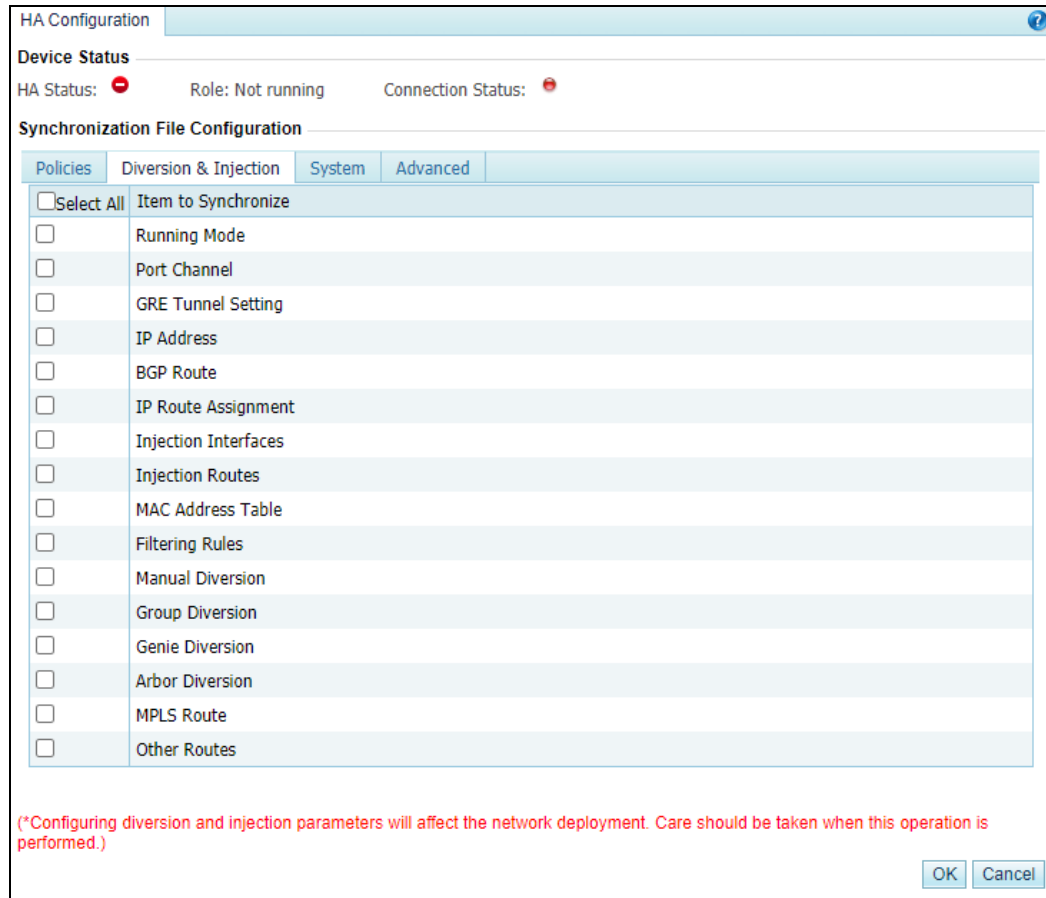 HA Configuration
Device Status
HA Status: Role: Not running Connection Status:
Synchronization File Configuration
Policies Diversion & Injection System Advanced
Select All Item to Synchronize
Running Mode
Port Channel
GRE Tunnel Setting
IP Address
BGP Route
IP Route Assignment
Injection Interfaces
Injection Routes
MAC Address Table
Filtering Rules
Manual Diversion
Group Diversion
Genie Diversion
Arbor Diversion
MPLS Route
Other Routes
(*Configuring diversion and injection parameters will affect the network deployment. Care should be taken when this operation is
performed.)
OK Cancel